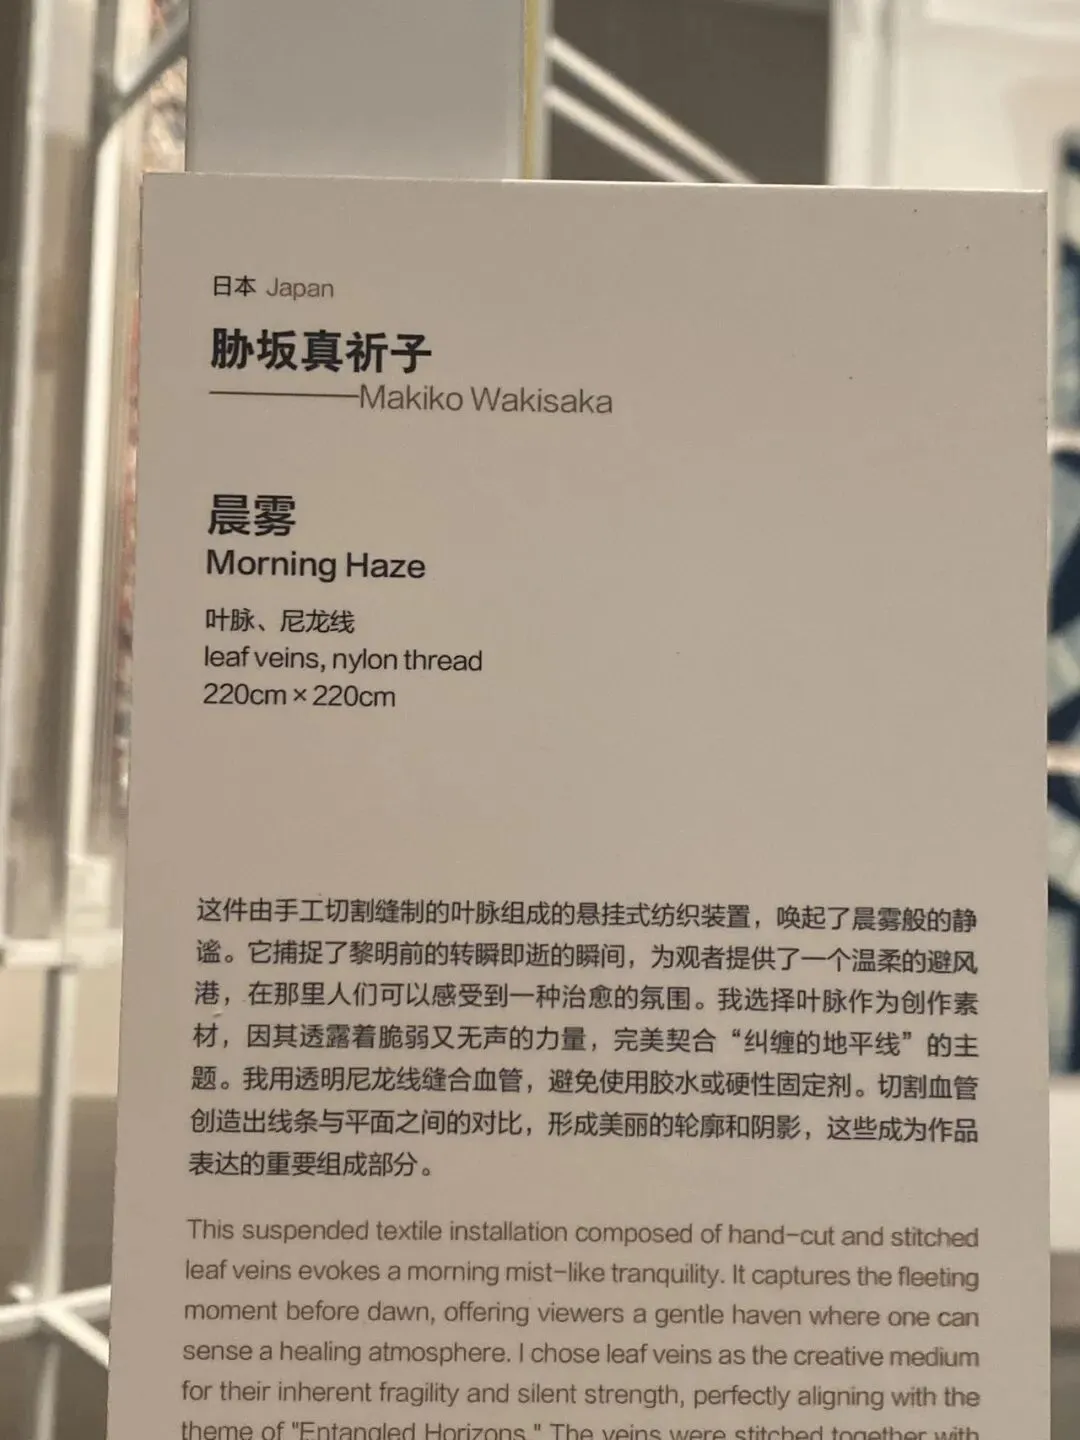 日本 Japan
胁坂真祈子
Makiko Wakisaka
晨雾
Morning Haze
叶脉、尼龙线
leaf veins, nylon thread
220cm × 220cm
这件由手工切割缝制的叶脉组成的悬挂式纺织装置，唤起了晨雾般的静
谧。它捕捉了黎明前的转瞬即逝的瞬间，为观者提供了一个温柔的避风
港，在那里人们可以感受到一种治愈的氛围。我选择叶脉作为创作素
材，因其透露着脆弱又无声的力量，完美契合“纠缠的地平线”的主
题。我用透明尼龙线缝合血管，避免使用胶水或硬性固定剂。切割血管
创造出线条与平面之间的对比，形成美丽的轮廓和阴影，这些成为作品
表达的重要组成部分。
This suspended textile installation composed of hand-cut and stitched
leaf veins evokes a morning mist-like tranquility. It captures the fleeting
moment before dawn, offering viewers a gentle haven where one can
sense a healing atmosphere. I chose leaf veins as the creative medium
for their inherent fragility and silent strength, perfectly aligning with the
theme of "Entangled Horizons." The veins were stitched together with